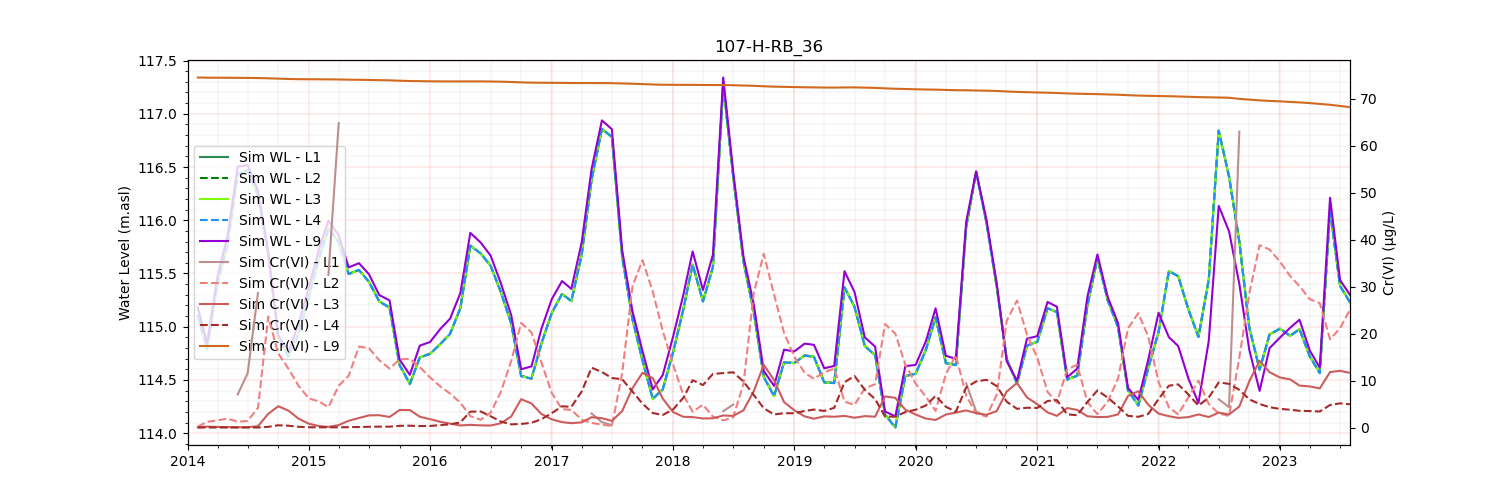 107-H-RB_36
117.5
117.0
116.5
116.0
115.5
115.0
114.5
114.0
Water Level (m.asl)
Sim WL - L1
Sim WL - L2
Sim WL - L3
Sim WL - L4
Sim WL - L9
Sim Cr(VI) - L1
Sim Cr(VI) - L2
Sim Cr(VI) - L3
Sim Cr(VI) - L4
Sim Cr(VI) - L9
70
60
50
40
30
20
10
0
Cr(VI) (µg/L)
2014 2015 2016 2017 2018 2019 2020 2021 2022 2023